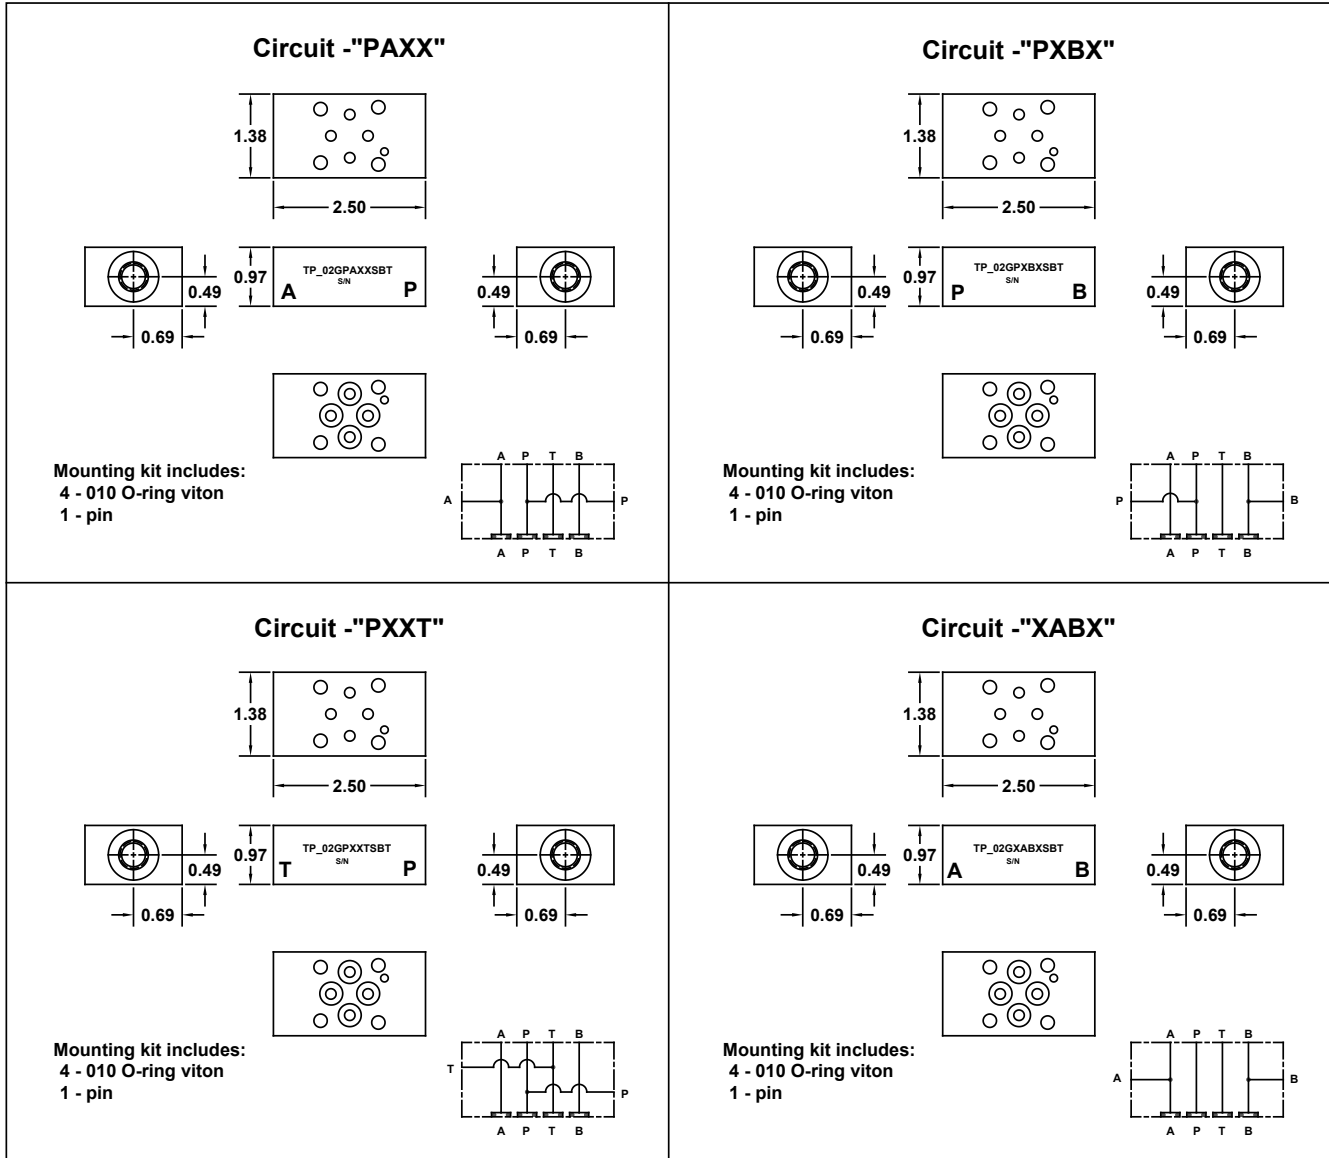 Circuit -"PAXX"
1.38
2.50
0.49
0.69
0.97
TP_02GPAXXSBT
S/N
A P
0.49
0.69
Mounting kit includes:
4 - 010 O-ring viton
1 - pin
A P T B
A P
A P T B
Circuit -"PXBX"
1.38
2.50
0.49
0.69
0.97
TP_02GPXBXSBT
S/N
P B
0.49
0.69
Mounting kit includes:
4 - 010 O-ring viton
1 - pin
A P T B
P B
A P T B
Circuit -"PXXT"
1.38
2.50
0.49
0.69
0.97
TP_02GPXXTSBT
S/N
T P
0.49
0.69
Mounting kit includes:
4 - 010 O-ring viton
1 - pin
A P T B
T P
A P T B
Circuit -"XABX"
1.38
2.50
0.49
0.69
0.97
TP_02GXABXSBT
S/N
A B
0.49
0.69
Mounting kit includes:
4 - 010 O-ring viton
1 - pin
A P T B
A B
A P T B